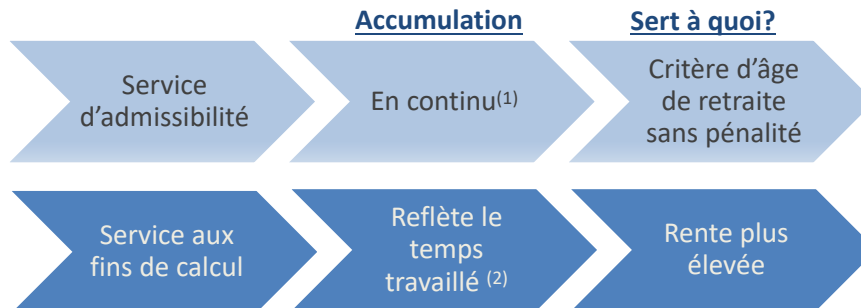 Accumulation
Sert à quoi?
Service
d'admissibilité
En continu(1)
Critère d'âge
de retraite
sans pénalité
Service aux
fins de calcul
Reflète le
temps
travaillé (2)
Rente plus
élevée